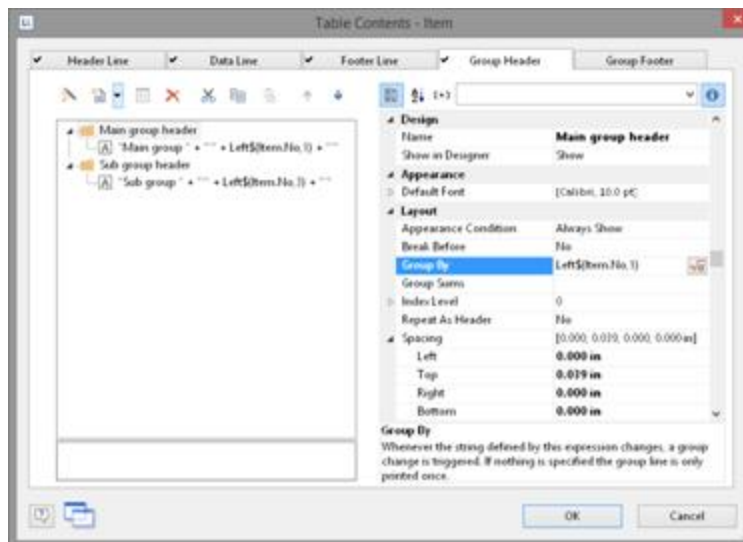 Table Contents - Item
Header Line
Data Line
Footer Line
Group Header
Group Footer
Main group header
"Main group " + "'" + Left$(Item.No,1) + "'"
Sub group header
Design
Name Main group header
Show in Designer Show
Appearance
Default Font [Calibri, 10.0 pt]
Layout
Appearance Condition Always Show
Break Before No
Group By Left$(Item.No,1)
Group Sums
Index Level 0
Repeat As Header No
Spacing [0.000, 0.039, 0.000, 0.000 in]
Left 0.000 in
Top 0.039 in
Right 0.000 in
Bottom 0.000 in
Group By
Whenever the string defined by this expression changes, a group
change is triggered. If nothing is specified the group line is only
printed once.
OK
Cancel